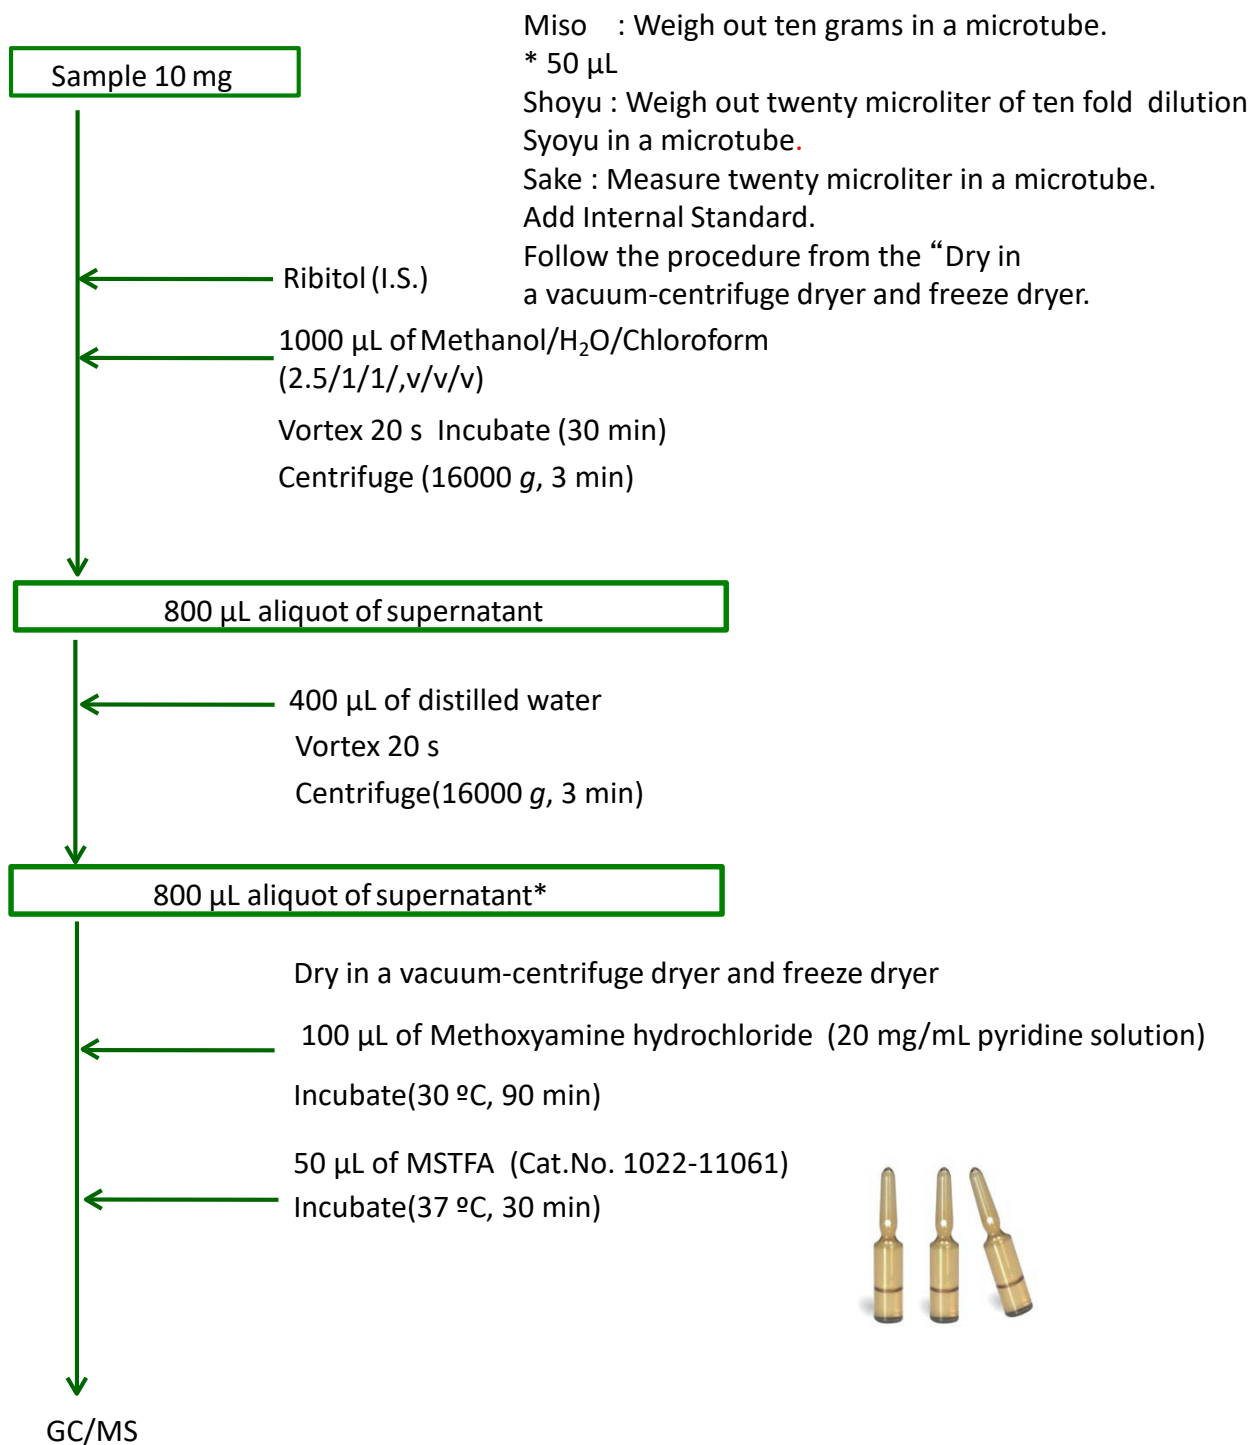 Miso : Weigh out ten grams in a microtube.
* 50 µL
Shoyu : Weigh out twenty microliter of ten fold dilution
Syoyu in a microtube.
Sake : Measure twenty microliter in a microtube.
Add Internal Standard.
Follow the procedure from the “Dry in
a vacuum-centrifuge dryer and freeze dryer.
Sample 10 mg
Ribitol (I.S.)
1000 µL of Methanol/H₂O/Chloroform
(2.5/1/1/,v/v/v)
Vortex 20 s Incubate (30 min)
Centrifuge (16000 g, 3 min)
800 µL aliquot of supernatant
400 µL of distilled water
Vortex 20 s
Centrifuge(16000 g, 3 min)
800 µL aliquot of supernatant*
Dry in a vacuum-centrifuge dryer and freeze dryer
100 µL of Methoxyamine hydrochloride (20 mg/mL pyridine solution)
Incubate(30 ºC, 90 min)
50 µL of MSTFA (Cat.No. 1022-11061)
Incubate(37 ºC, 30 min)
GC/MS